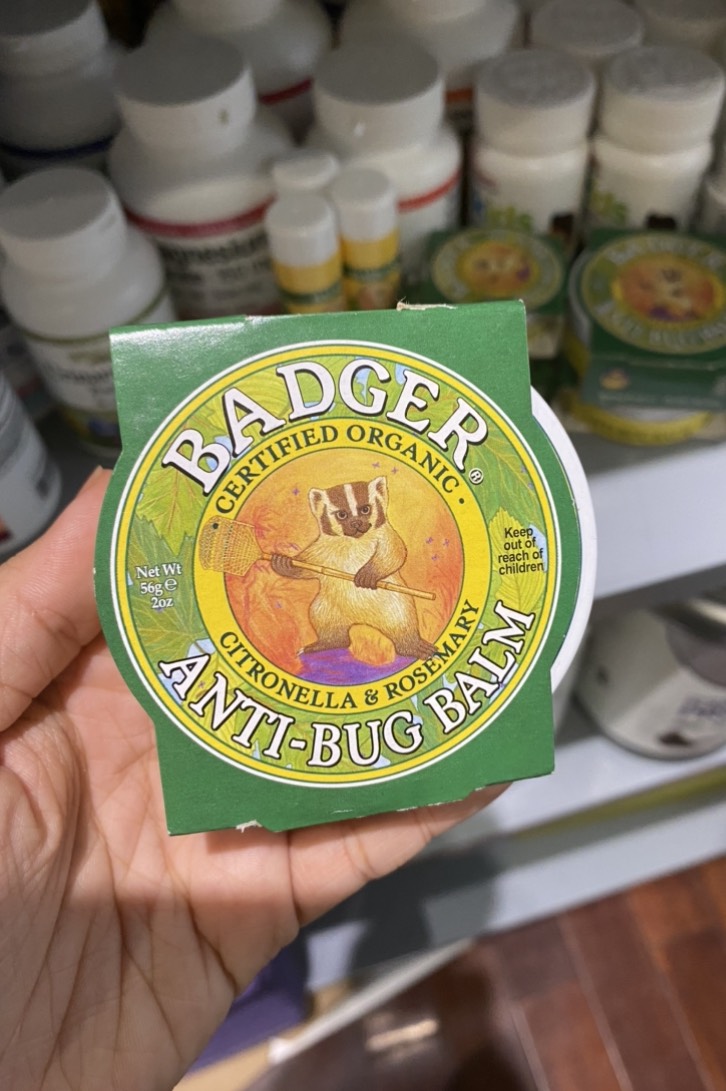 BADGER®
CERTIFIED ORGANIC •
Keep
out of
reach of
children
Net Wt
56g e
2oz
CITRONELLA & ROSEMARY
ANTI-BUG BALM